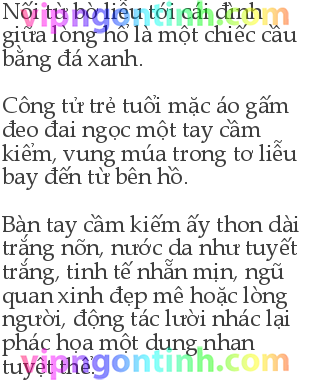 Nối từ bờ liễu tới cái đình
giữa lòng hồ là một chiếc cầu
bằng đá xanh.
Công tử trẻ tuổi mặc áo gấm
đeo đai ngọc một tay cầm
kiểm, vung múa trong tơ liễu
bay đến từ bên hồ.
Bàn tay cầm kiếm ấy thon dài
trắng nõn, nước da như tuyết
trắng, tinh tế nhẵn mịn, ngũ
quan xinh đẹp mê hoặc lòng
người, động tác lười nhác lại
phác họa một dung nhan
tuyệt thế.
vipngontinh.com
vipngontinh.com